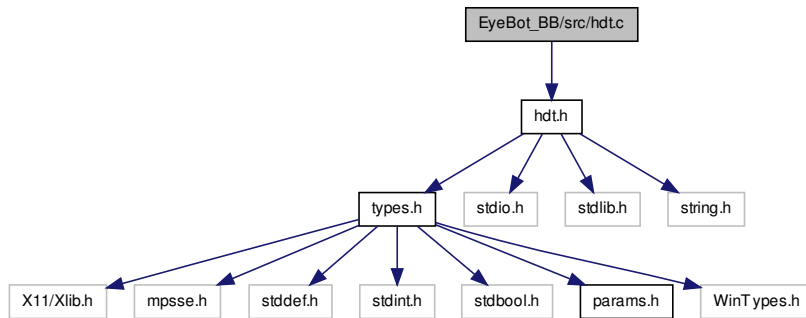 EyeBot_BB/src/hdt.c
hdt.h
types.h
stdio.h
stdlib.h
string.h
X11/Xlib.h
mpsse.h
stddef.h
stdint.h
stdbool.h
params.h
WinTypes.h